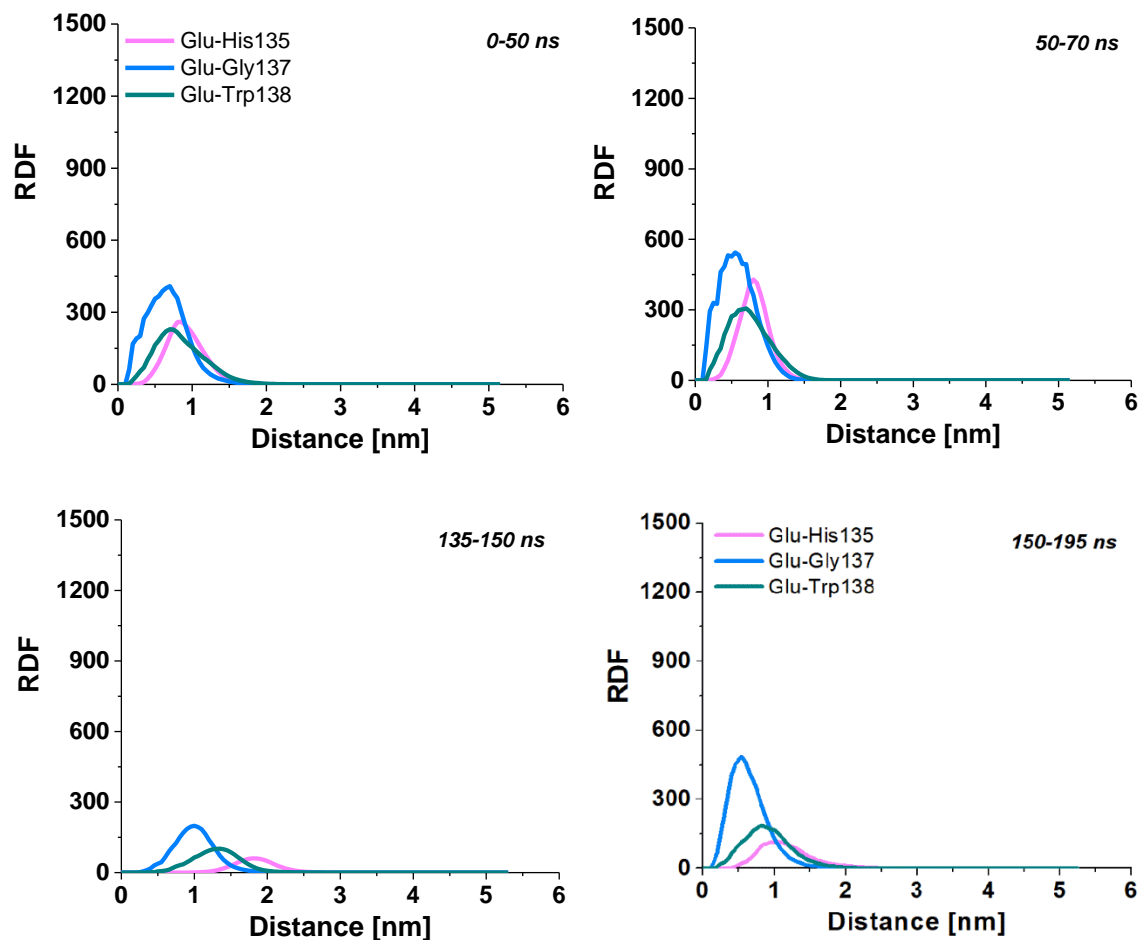 0-50 ns
Glu-His135
Glu-Gly137
Glu-Trp138
1500
1200
900
600
300
0
RDF
0 1 2 3 4 5 6
Distance [nm]
50-70 ns
1500
1200
900
600
300
0
RDF
0 1 2 3 4 5 6
Distance [nm]
135-150 ns
1500
1200
900
600
300
0
RDF
0 1 2 3 4 5 6
Distance [nm]
150-195 ns
Glu-His135
Glu-Gly137
Glu-Trp138
1500
1200
900
600
300
0
RDF
0 1 2 3 4 5 6
Distance [nm]